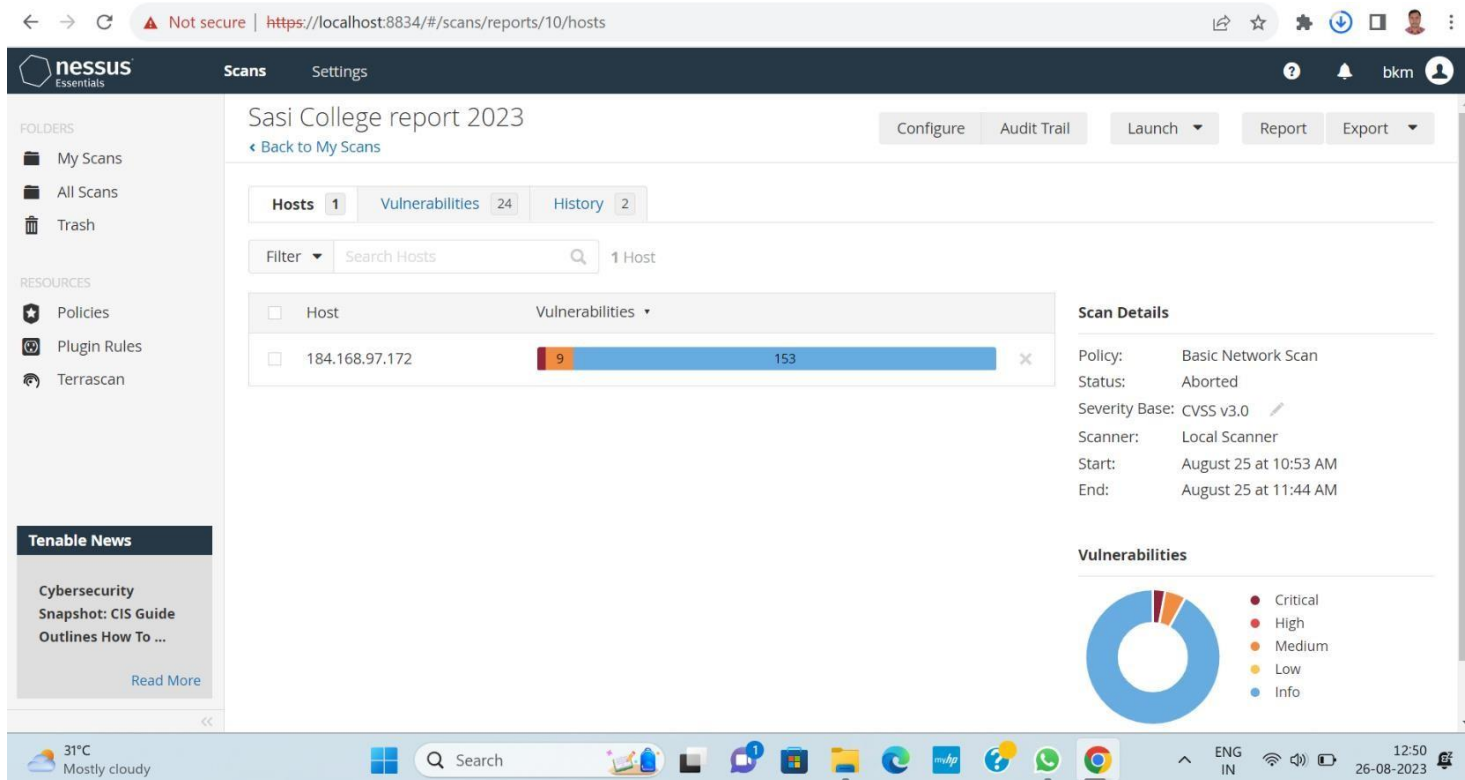 Not secure | https://localhost:8834/#/scans/reports/10/hosts
nessus Essentials Scans Settings bkm
FOLDERS
My Scans
All Scans
Trash
RESOURCES
Policies
Plugin Rules
Terrascan
Tenable News
Cybersecurity
Snapshot: CIS Guide
Outlines How To ...
Read More
Sasi College report 2023
Back to My Scans
Configure Audit Trail Launch Report Export
Hosts 1 Vulnerabilities 24 History 2
Filter Search Hosts 1 Host
Host Vulnerabilities
184.168.97.172 9 153
Scan Details
Policy: Basic Network Scan
Status: Aborted
Severity Base: CVSS v3.0
Scanner: Local Scanner
Start: August 25 at 10:53 AM
End: August 25 at 11:44 AM
Vulnerabilities
Critical
High
Medium
Low
Info
31°C
Mostly cloudy
Search
1
myhp
ENG
IN
12:50
26-08-2023